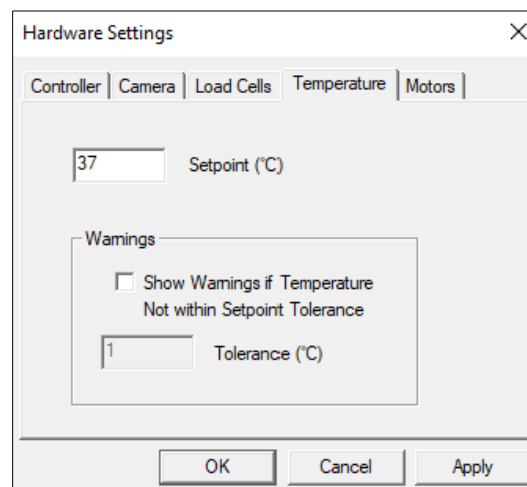 Hardware Settings
Controller Camera Load Cells Temperature Motors
37 Setpoint (°C)
Warnings
Show Warnings if Temperature
Not within Setpoint Tolerance
1 Tolerance (°C)
OK Cancel Apply